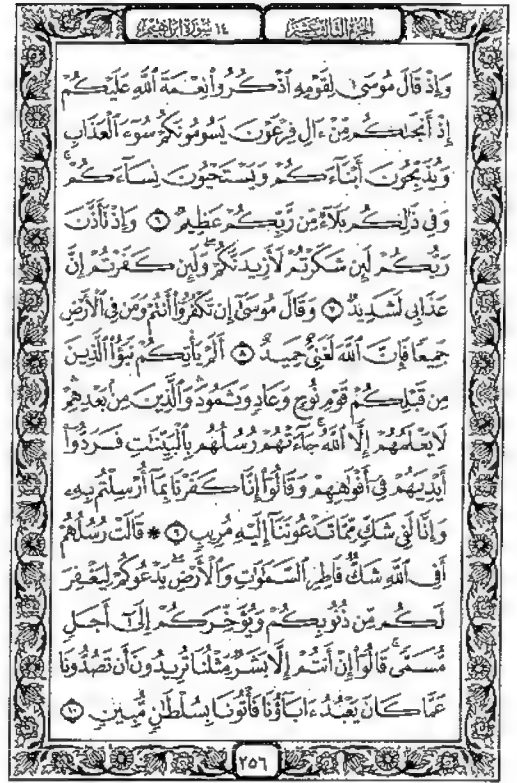 الجزء الثالث عشر
١٤ سورة إبراهيم
وَإِذْ قَالَ مُوسَىٰ لِقَوْمِهِ ٱذْكُرُوا۟ نِعْمَةَ ٱللَّهِ عَلَيْكُمْ
إِذْ أَنجَىٰكُم مِّنْ ءَالِ فِرْعَوْنَ يَسُومُونَكُمْ سُوٓءَ ٱلْعَذَابِ
وَيُذَبِّحُونَ أَبْنَآءَكُمْ وَيَسْتَحْيُونَ نِسَآءَكُمْ ۚ
وَفِى ذَٰلِكُم بَلَآءٌ مِّن رَّبِّكُمْ عَظِيمٌ ٦ وَإِذْ تَأَذَّنَ
رَبُّكُمْ لَئِن شَكَرْتُمْ لَأَزِيدَنَّكُمْ ۖ وَلَئِن كَفَرْتُمْ إِنَّ
عَذَابِى لَشَدِيدٌ ٧ وَقَالَ مُوسَىٰٓ إِن تَكْفُرُوٓا۟ أَنتُمْ وَمَن فِى ٱلْأَرْضِ
جَمِيعًا فَإِنَّ ٱللَّهَ لَغَنِىٌّ حَمِيدٌ ٨ أَلَمْ يَأْتِكُمْ نَبَؤُا۟ ٱلَّذِينَ
مِن قَبْلِكُمْ قَوْمِ نُوحٍ وَعَادٍ وَثَمُودَ ۛ وَٱلَّذِينَ مِنۢ بَعْدِهِمْ ۛ
لَا يَعْلَمُهُمْ إِلَّا ٱللَّهُ ۚ جَآءَتْهُمْ رُسُلُهُم بِٱلْبَيِّنَٰتِ فَرَدُّوٓا۟
أَيْدِيَهُمْ فِىٓ أَفْوَٰهِهِمْ وَقَالُوٓا۟ إِنَّا كَفَرْنَا بِمَآ أُرْسِلْتُم بِهِۦ
وَإِنَّا لَفِى شَكٍّ مِّمَّا تَدْعُونَنَآ إِلَيْهِ مُرِيبٍ ٩ * قَالَتْ رُسُلُهُمْ
أَفِى ٱللَّهِ شَكٌّ فَاطِرِ ٱلسَّمَٰوَٰتِ وَٱلْأَرْضِ ۖ يَدْعُوكُمْ لِيَغْفِرَ
لَكُم مِّن ذُنُوبِكُمْ وَيُؤَخِّرَكُمْ إِلَىٰٓ أَجَلٍ
مُّسَمًّى ۚ قَالُوٓا۟ إِنْ أَنتُمْ إِلَّا بَشَرٌ مِّثْلُنَا تُرِيدُونَ أَن تَصُدُّونَا
عَمَّا كَانَ يَعْبُدُ ءَابَآؤُنَا فَأْتُونَا بِسُلْطَٰنٍ مُّبِينٍ ١٠
٢٥٦